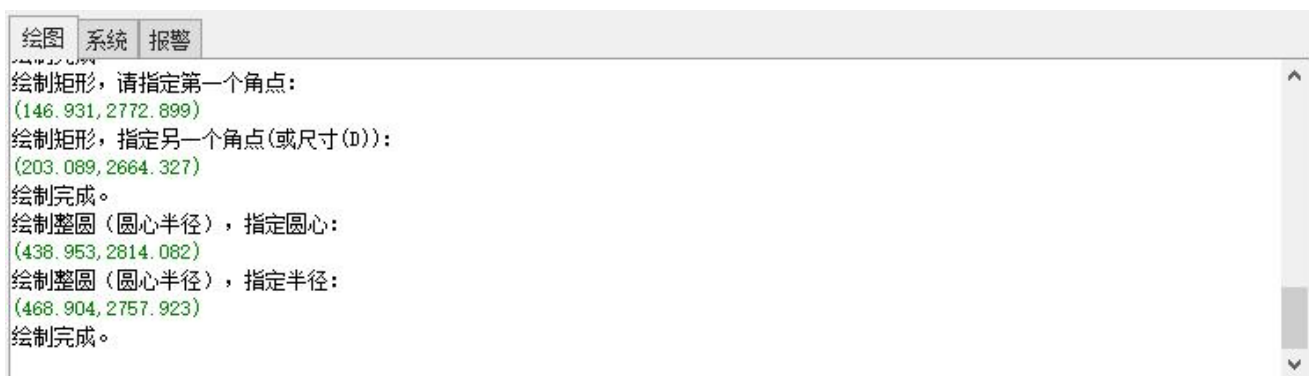 绘图 系统 报警
绘制矩形，请指定第一个角点：
(146.931,2772.899)
绘制矩形，指定另一个角点(或尺寸(D))：
(203.089,2664.327)
绘制完成。
绘制整圆（圆心半径），指定圆心：
(438.953,2814.082)
绘制整圆（圆心半径），指定半径：
(468.904,2757.923)
绘制完成。